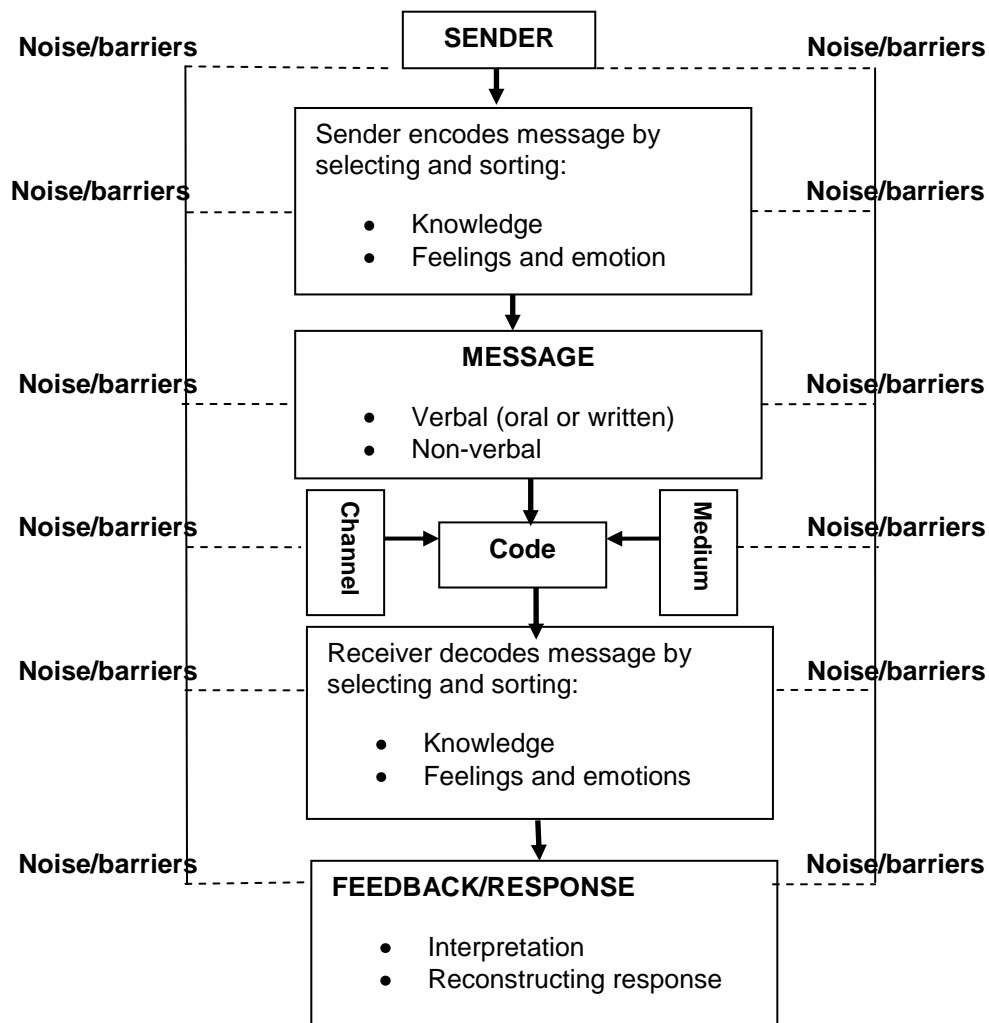 SENDER
Noise/barriers
Noise/barriers
Sender encodes message by
selecting and sorting:
• Knowledge
• Feelings and emotion
Noise/barriers
Noise/barriers
MESSAGE
• Verbal (oral or written)
• Non-verbal
Noise/barriers
Noise/barriers
Channel
Code
Medium
Noise/barriers
Noise/barriers
Receiver decodes message by
selecting and sorting:
• Knowledge
• Feelings and emotions
Noise/barriers
Noise/barriers
FEEDBACK/RESPONSE
• Interpretation
• Reconstructing response
Noise/barriers
Noise/barriers